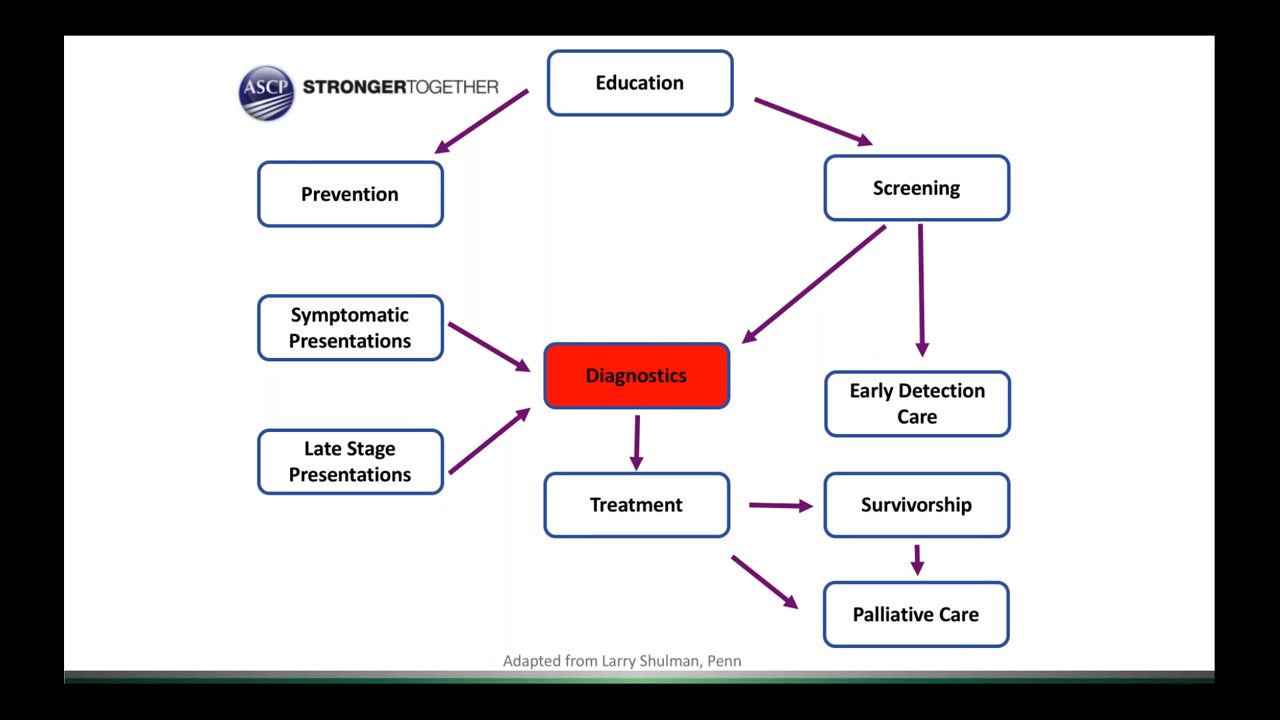 ASCP STRONGERTOGETHER
Education
Prevention
Screening
Symptomatic
Presentations
Diagnostics
Early Detection
Care
Late Stage
Presentations
Treatment
Survivorship
Palliative Care
Adapted from Larry Shulman, Penn